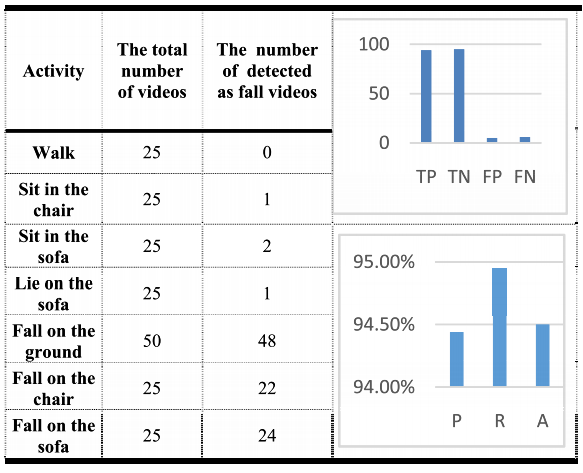 Activity
The total
number
of videos
The number
of detected
as fall videos
Walk 25 0
Sit in the
chair
25 1
Sit in the
sofa
25 2
Lie on the
sofa
25 1
Fall on the
ground
50 48
Fall on the
chair
25 22
Fall on the
sofa
25 24
100
50
0
TP TN FP FN
95.00%
94.50%
94.00%
P R A